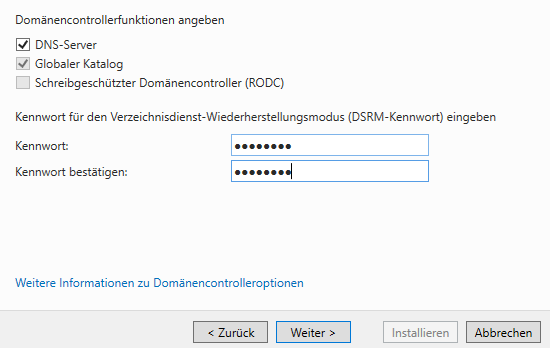 Domänencontrollerfunktionen angeben
DNS-Server
Globaler Katalog
Schreibgeschützter Domänencontroller (RODC)
Kennwort für den Verzeichnisdienst-Wiederherstellungsmodus (DSRM-Kennwort) eingeben
Kennwort: ●●●●●●●●
Kennwort bestätigen: ●●●●●●●●
Weitere Informationen zu Domänencontrolleroptionen
< Zurück Weiter > Installieren Abbrechen